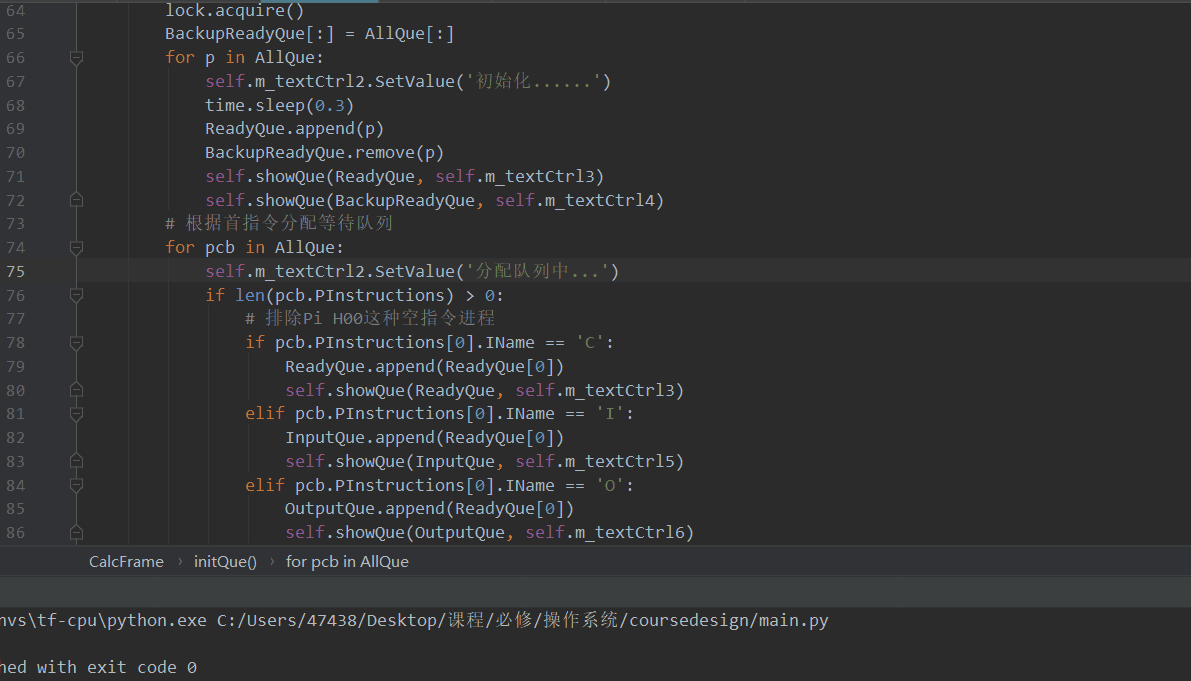 64 lock.acquire()
65 BackupReadyQue[:] = AllQue[:]
66 for p in AllQue:
67 self.m_textCtrl2.SetValue('初始化......')
68 time.sleep(0.3)
69 ReadyQue.append(p)
70 BackupReadyQue.remove(p)
71 self.showQue(ReadyQue, self.m_textCtrl3)
72 self.showQue(BackupReadyQue, self.m_textCtrl4)
73 # 根据首指令分配等待队列
74 for pcb in AllQue:
75 self.m_textCtrl2.SetValue('分配队列中...')
76 if len(pcb.PInstructions) > 0:
77 # 排除Pi H00这种空指令进程
78 if pcb.PInstructions[0].IName == 'C':
79 ReadyQue.append(ReadyQue[0])
80 self.showQue(ReadyQue, self.m_textCtrl3)
81 elif pcb.PInstructions[0].IName == 'I':
82 InputQue.append(ReadyQue[0])
83 self.showQue(InputQue, self.m_textCtrl5)
84 elif pcb.PInstructions[0].IName == 'O':
85 OutputQue.append(ReadyQue[0])
86 self.showQue(OutputQue, self.m_textCtrl6)
CalcFrame › initQue() › for pcb in AllQue
nvs\tf-cpu\python.exe C:/Users/47438/Desktop/课程/必修/操作系统/coursedesign/main.py
hed with exit code 0